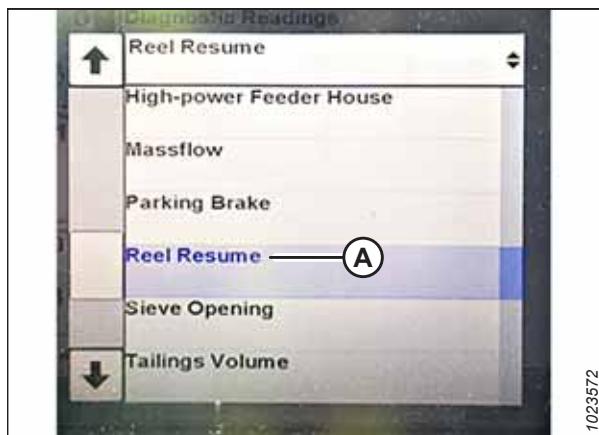 Diagnostic Readings
Reel Resume
High-power Feeder House
Massflow
Parking Brake
Reel Resume
A
Sieve Opening
Tailings Volume
1023572